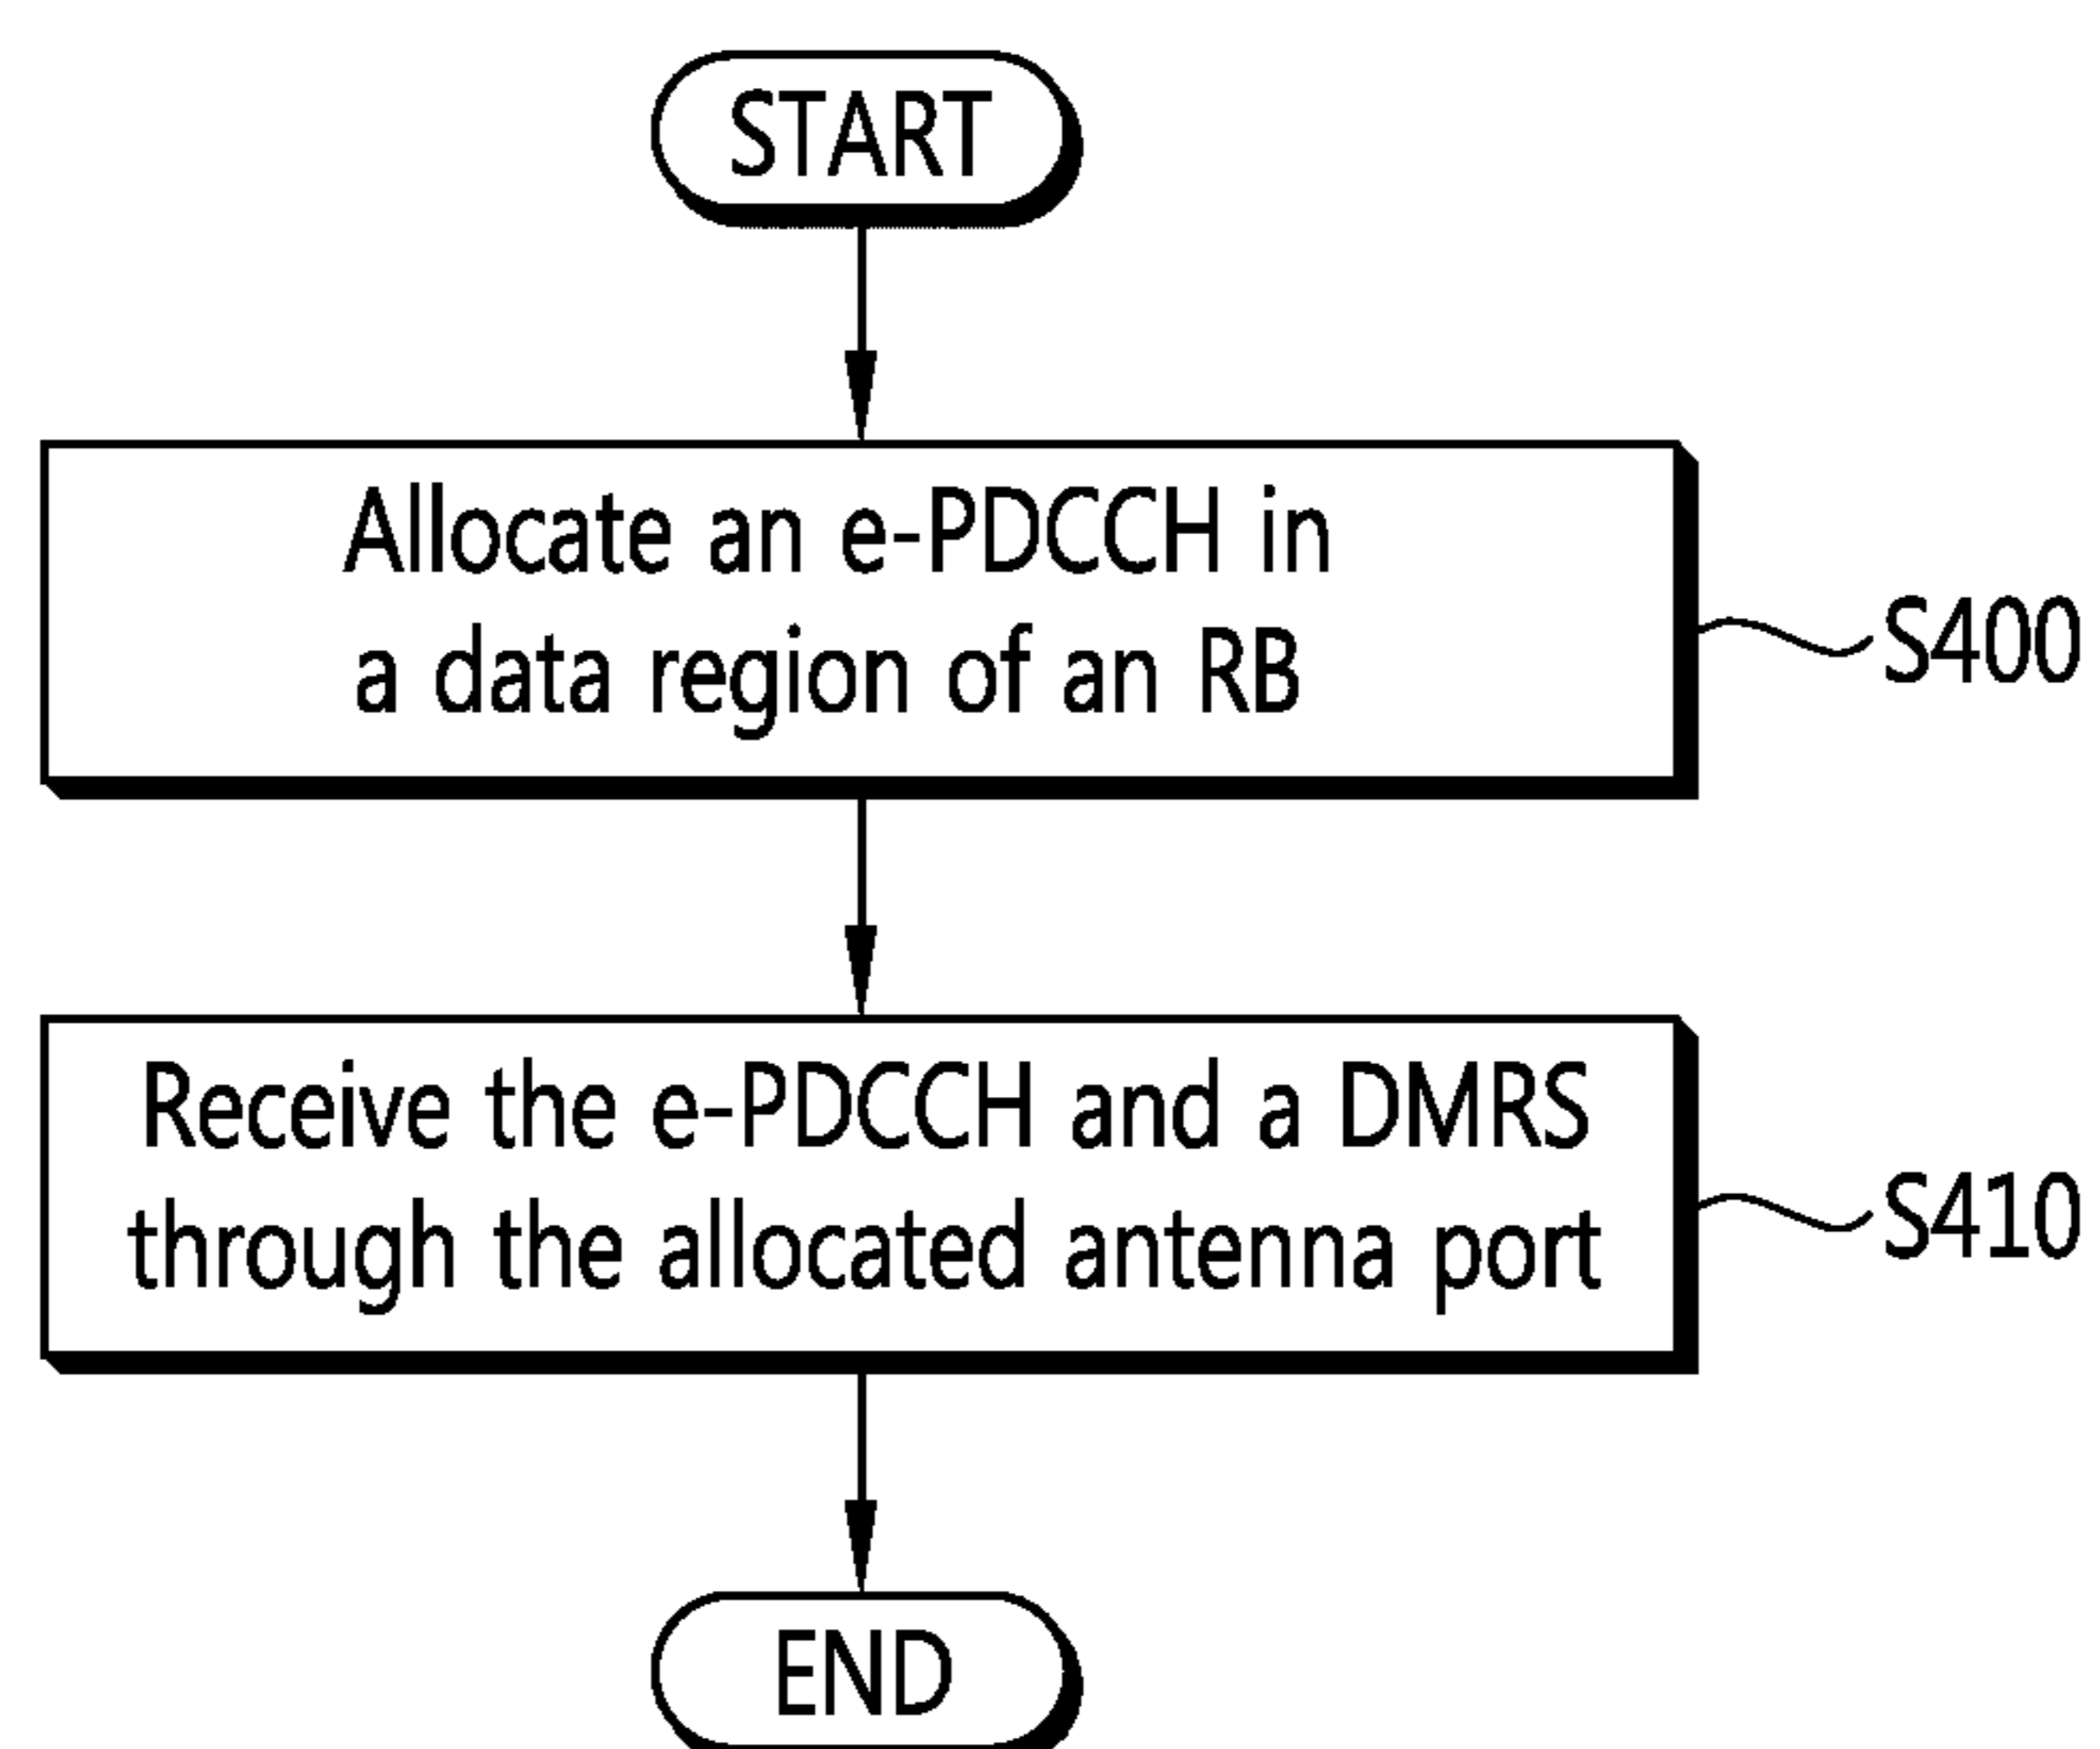 START
Allocate an e-PDCCH in
a data region of an RB
S400
Receive the e-PDCCH and a DMRS
through the allocated antenna port
S410
END